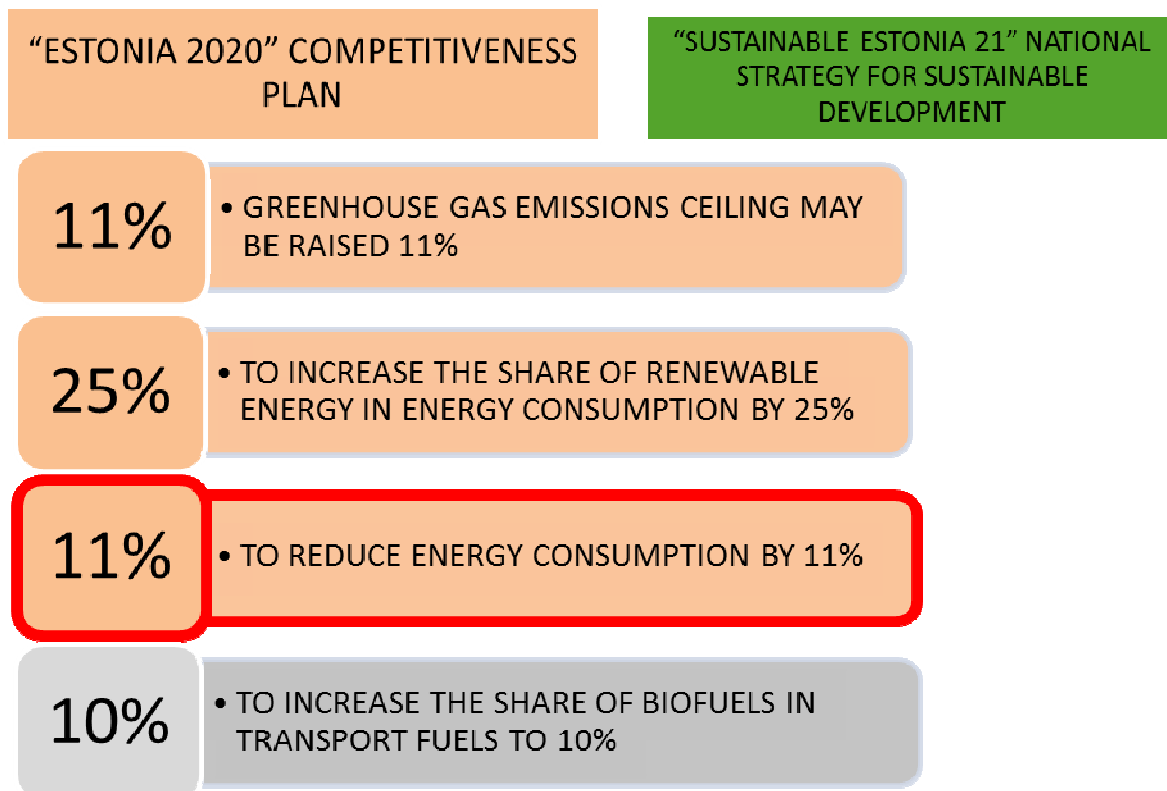 “ESTONIA 2020” COMPETITIVENESS
PLAN
“SUSTAINABLE ESTONIA 21” NATIONAL
STRATEGY FOR SUSTAINABLE
DEVELOPMENT
11%
• GREENHOUSE GAS EMISSIONS CEILING MAY
BE RAISED 11%
25%
• TO INCREASE THE SHARE OF RENEWABLE
ENERGY IN ENERGY CONSUMPTION BY 25%
11%
• TO REDUCE ENERGY CONSUMPTION BY 11%
10%
• TO INCREASE THE SHARE OF BIOFUELS IN
TRANSPORT FUELS TO 10%